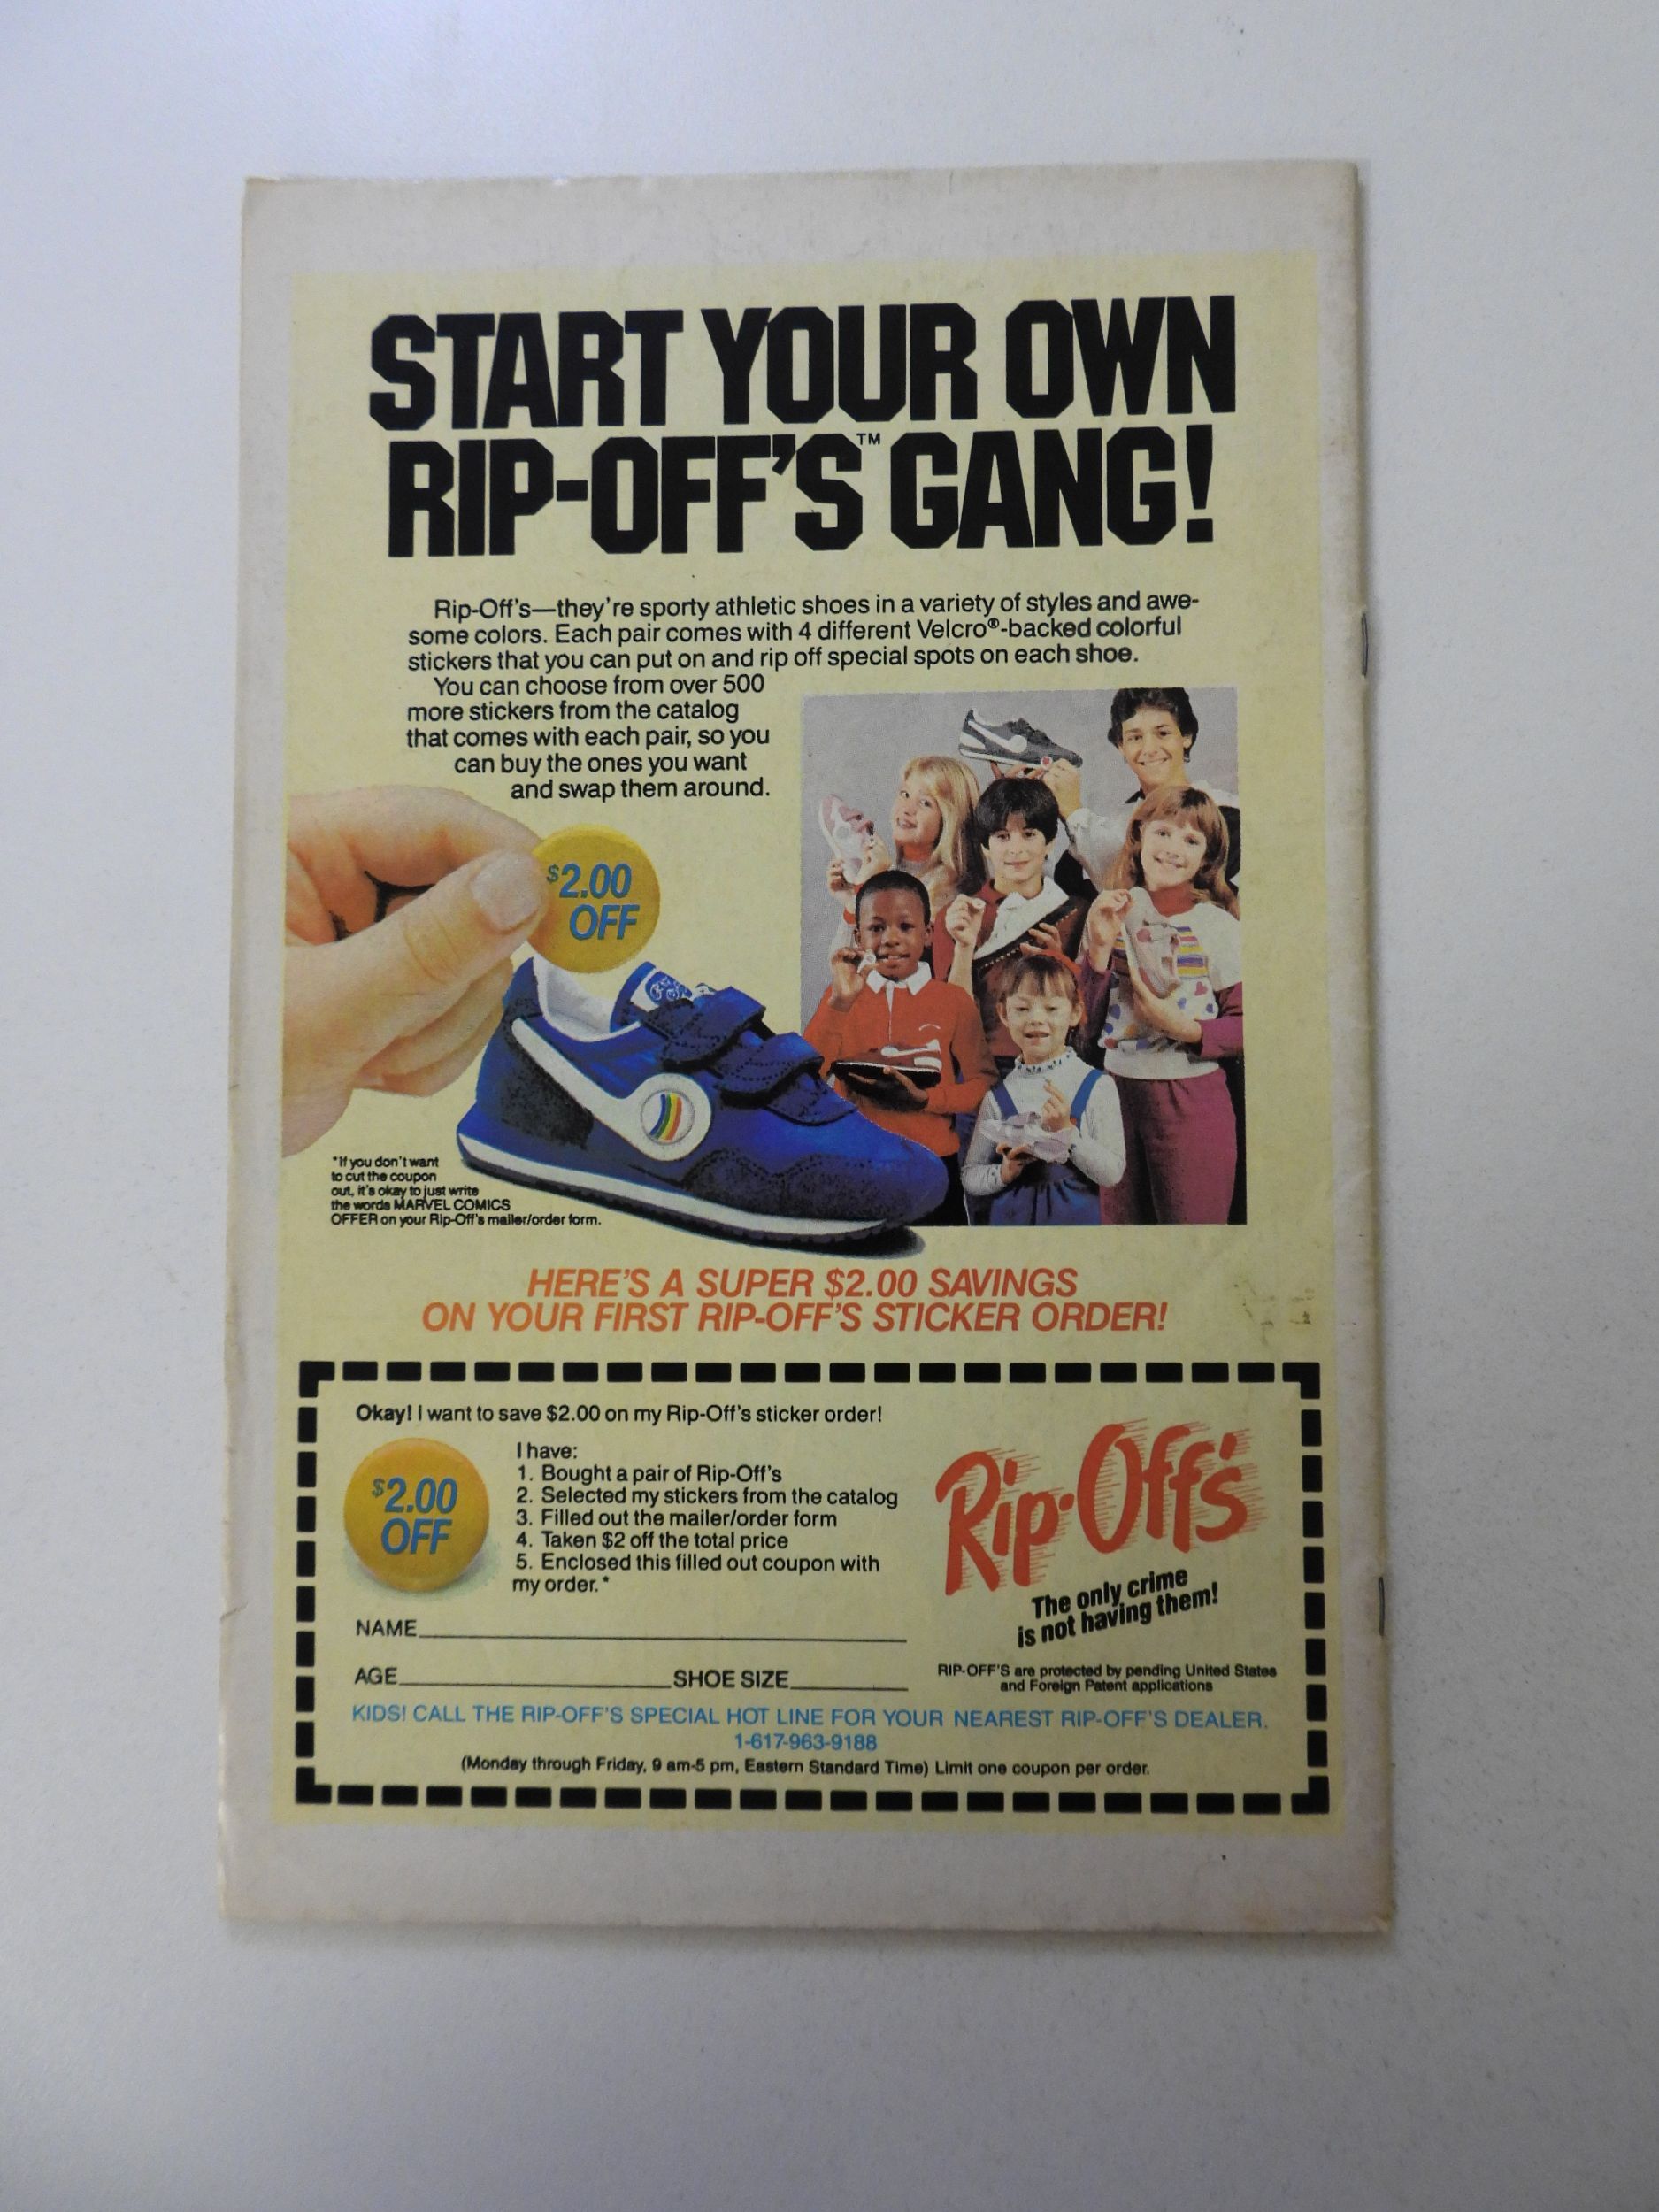 START YOUR OWN
RIP-OFF'S™ GANG!
Rip-Off's—they're sporty athletic shoes in a variety of styles and awe-
some colors. Each pair comes with 4 different Velcro®-backed colorful
stickers that you can put on and rip off special spots on each shoe.
You can choose from over 500
more stickers from the catalog
that comes with each pair, so you
can buy the ones you want
and swap them around.
$2.00
OFF
*If you don't want
to cut the coupon
out, it's okay to just write
the words MARVEL COMICS
OFFER on your Rip-Off's mailer/order form.
HERE'S A SUPER $2.00 SAVINGS
ON YOUR FIRST RIP-OFF'S STICKER ORDER!
Okay! I want to save $2.00 on my Rip-Off's sticker order!
$2.00
OFF
I have:
1. Bought a pair of Rip-Off's
2. Selected my stickers from the catalog
3. Filled out the mailer/order form
4. Taken $2 off the total price
5. Enclosed this filled out coupon with
my order.*
Rip-Off's
The only crime
is not having them!
NAME
AGE SHOE SIZE
RIP-OFF'S are protected by pending United States
and Foreign Patent applications
KIDS! CALL THE RIP-OFF'S SPECIAL HOT LINE FOR YOUR NEAREST RIP-OFF'S DEALER.
1-617-963-9188
(Monday through Friday, 9 am-5 pm, Eastern Standard Time) Limit one coupon per order.